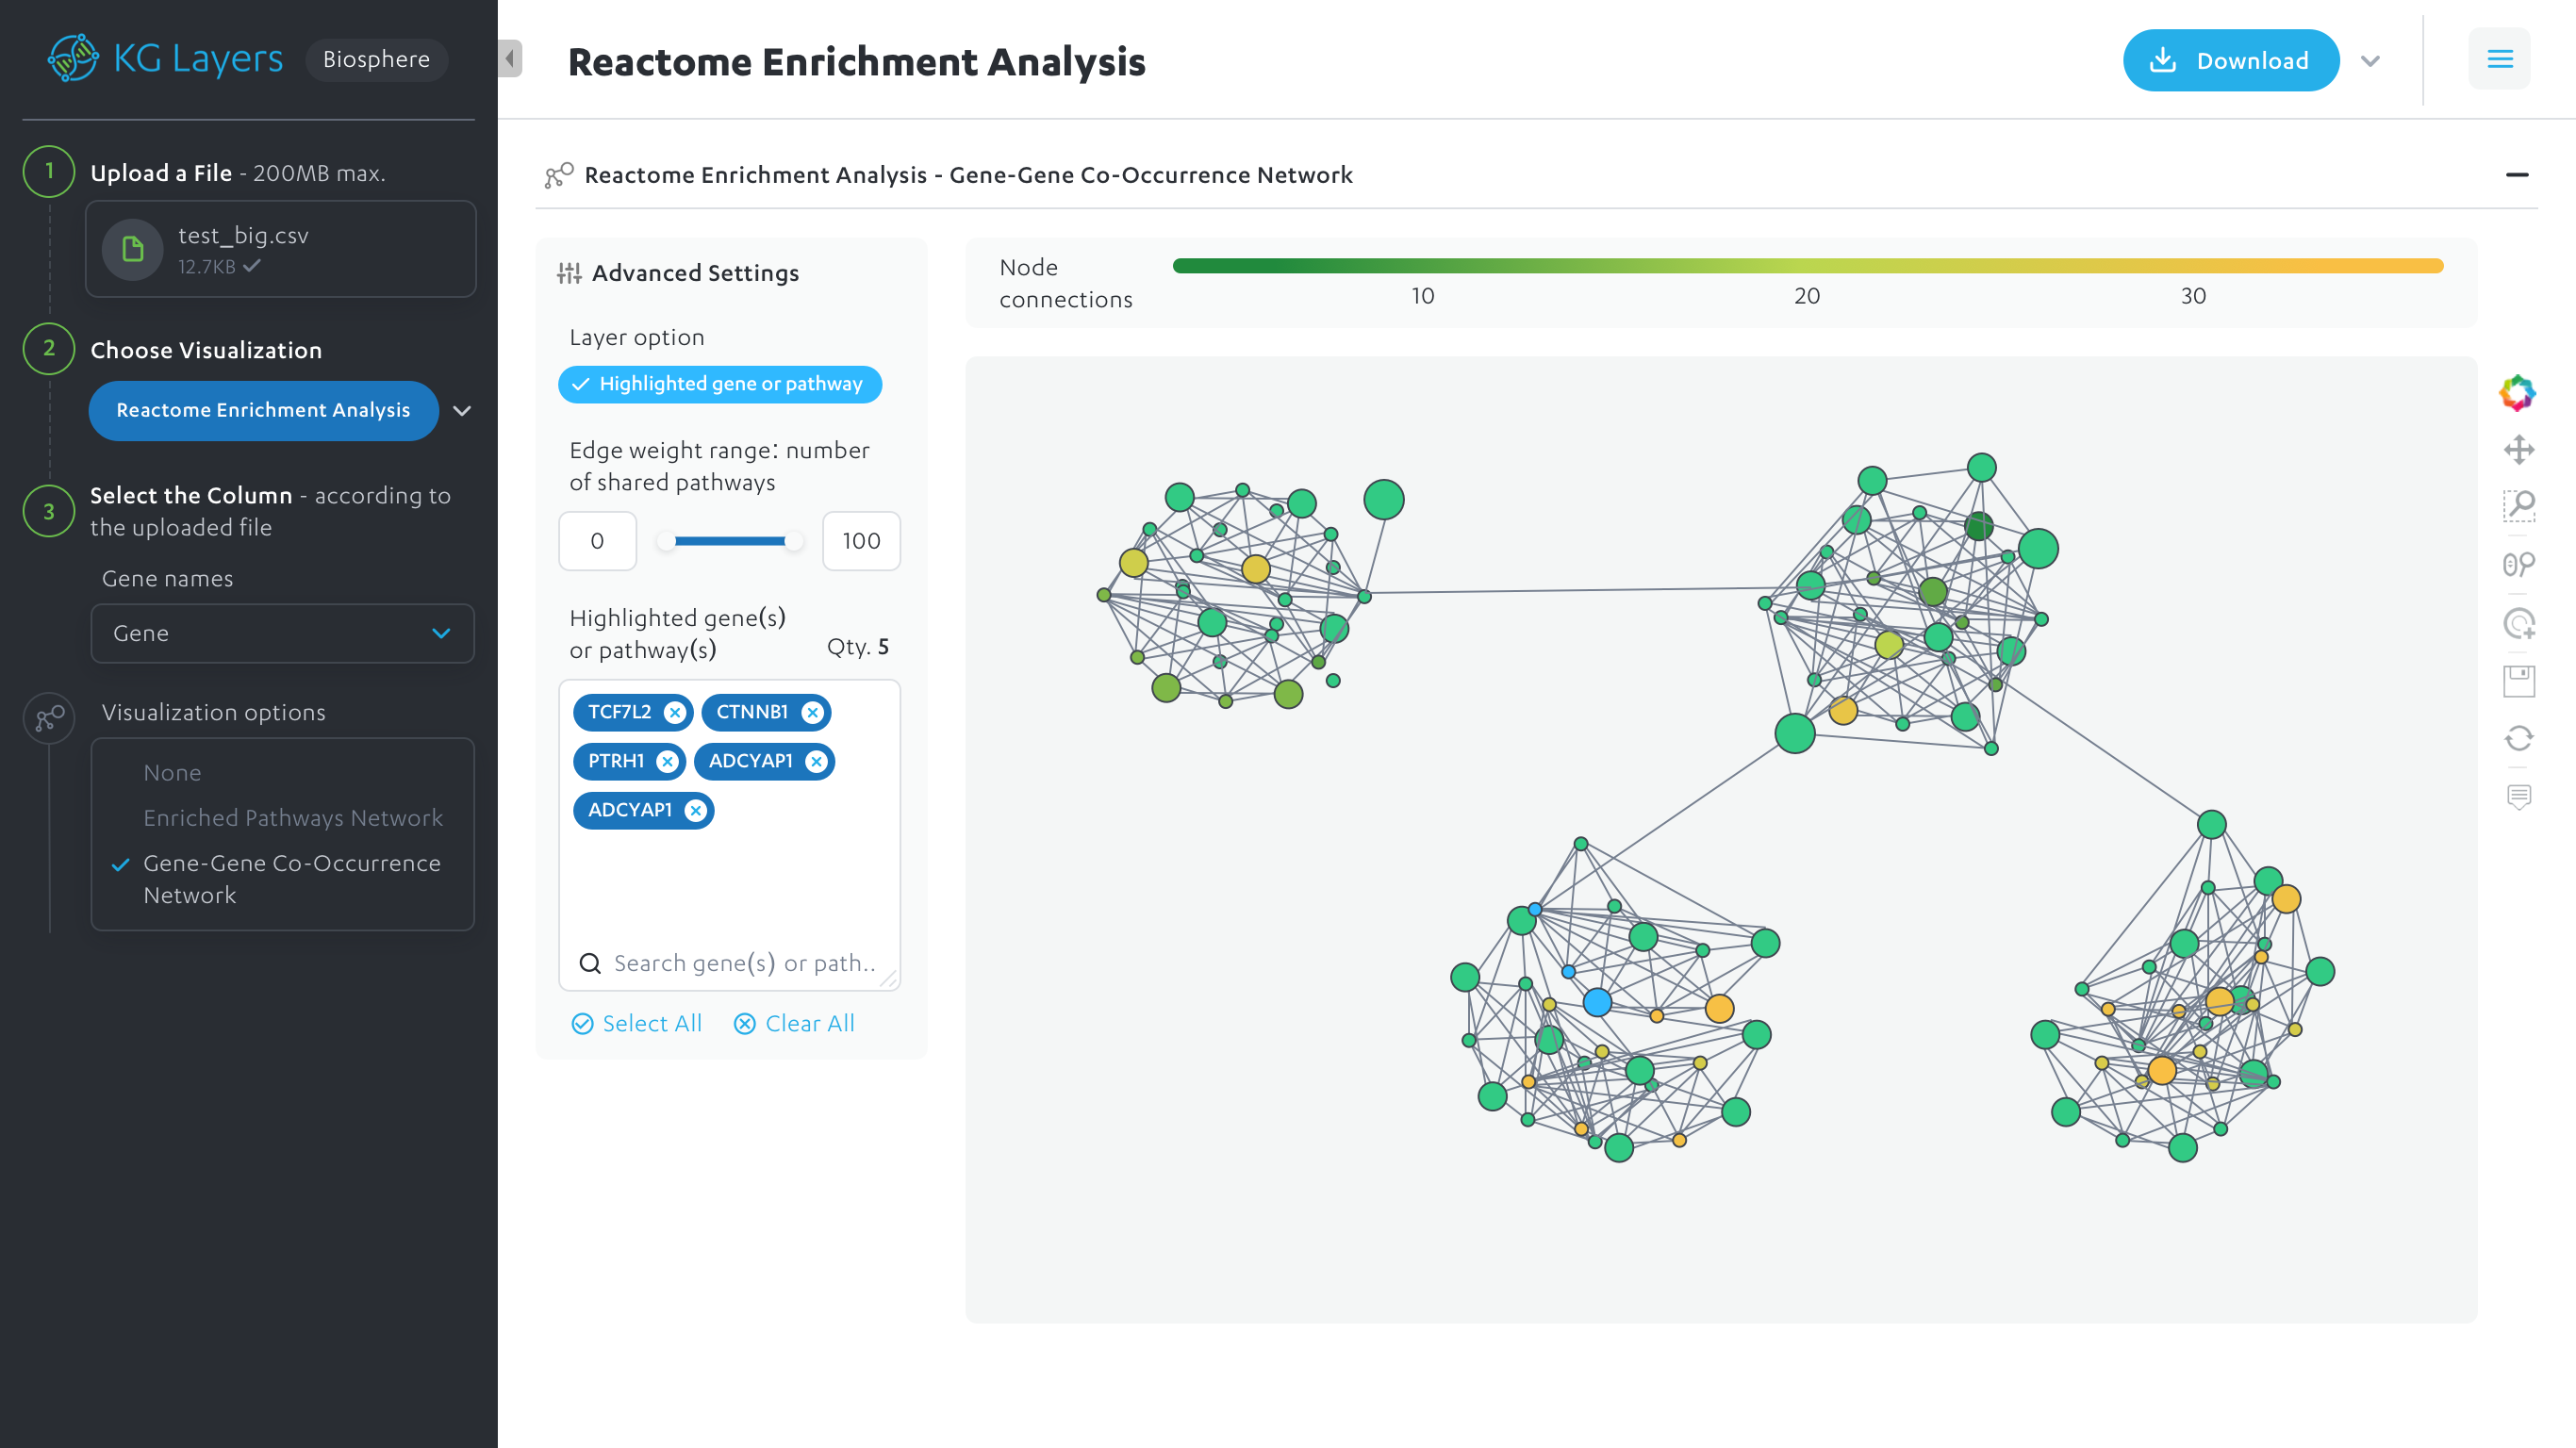 KG Layers
Biosphere
1
Upload a File - 200MB max.
test_big.csv
12.7KB
2
Choose Visualization
Reactome Enrichment Analysis
3
Select the Column - according to
the uploaded file
Gene names
Gene
Visualization options
None
Enriched Pathways Network
Gene-Gene Co-Occurrence
Network
Reactome Enrichment Analysis
Download
Reactome Enrichment Analysis - Gene-Gene Co-Occurrence Network
Advanced Settings
Layer option
Highlighted gene or pathway
Edge weight range: number
of shared pathways
0
100
Highlighted gene(s)
or pathway(s)
Qty. 5
TCF7L2
CTNNB1
PTRH1
ADCYAP1
ADCYAP1
Search gene(s) or path..
Select All
Clear All
Node
connections
10
20
30